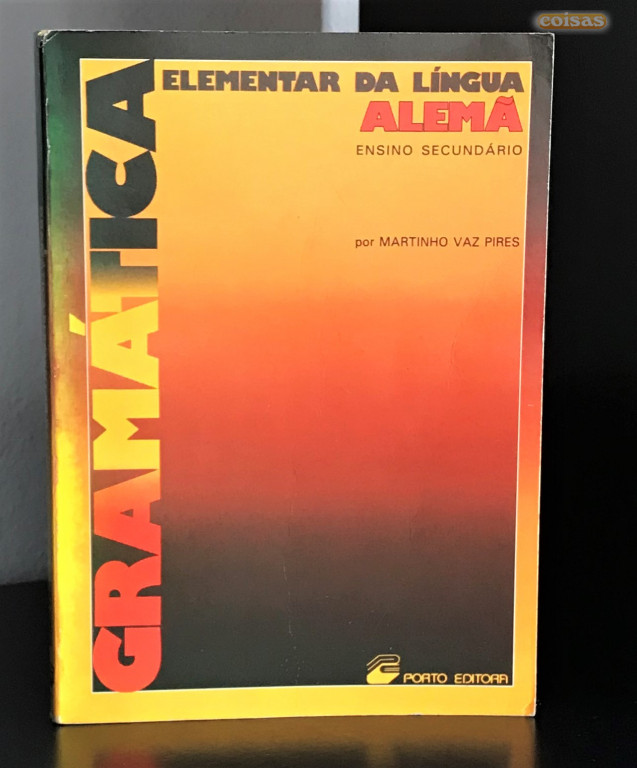 coisas
GRAMÁTICA
ELEMENTAR DA LÍNGUA
ALEMÃ
ENSINO SECUNDÁRIO
por MARTINHO VAZ PIRES
PORTO EDITORA